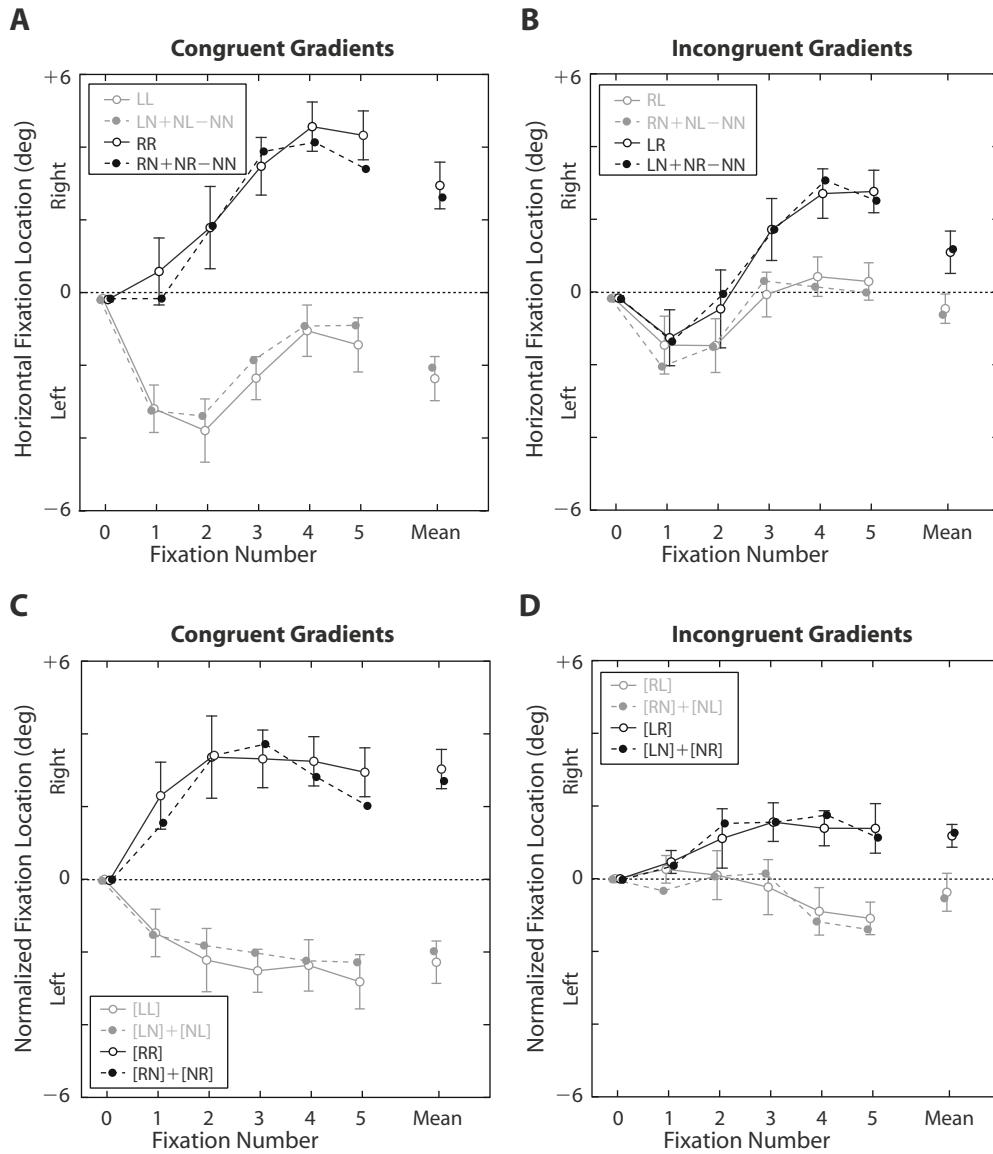 A
Congruent Gradients
+6
LL
LN+NL−NN
RR
RN+NR−NN
Horizontal Fixation Location (deg)
Right
0
Left
−6
0 1 2 3 4 5 Mean
Fixation Number
B
Incongruent Gradients
+6
RL
RN+NL−NN
LR
LN+NR−NN
Horizontal Fixation Location (deg)
Right
0
Left
−6
0 1 2 3 4 5 Mean
Fixation Number
C
Congruent Gradients
+6
Normalized Fixation Location (deg)
Right
0
Left
[LL]
[LN]+[NL]
[RR]
[RN]+[NR]
−6
0 1 2 3 4 5 Mean
Fixation Number
D
Incongruent Gradients
+6
[RL]
[RN]+[NL]
[LR]
[LN]+[NR]
Normalized Fixation Location (deg)
Right
0
Left
−6
0 1 2 3 4 5 Mean
Fixation Number